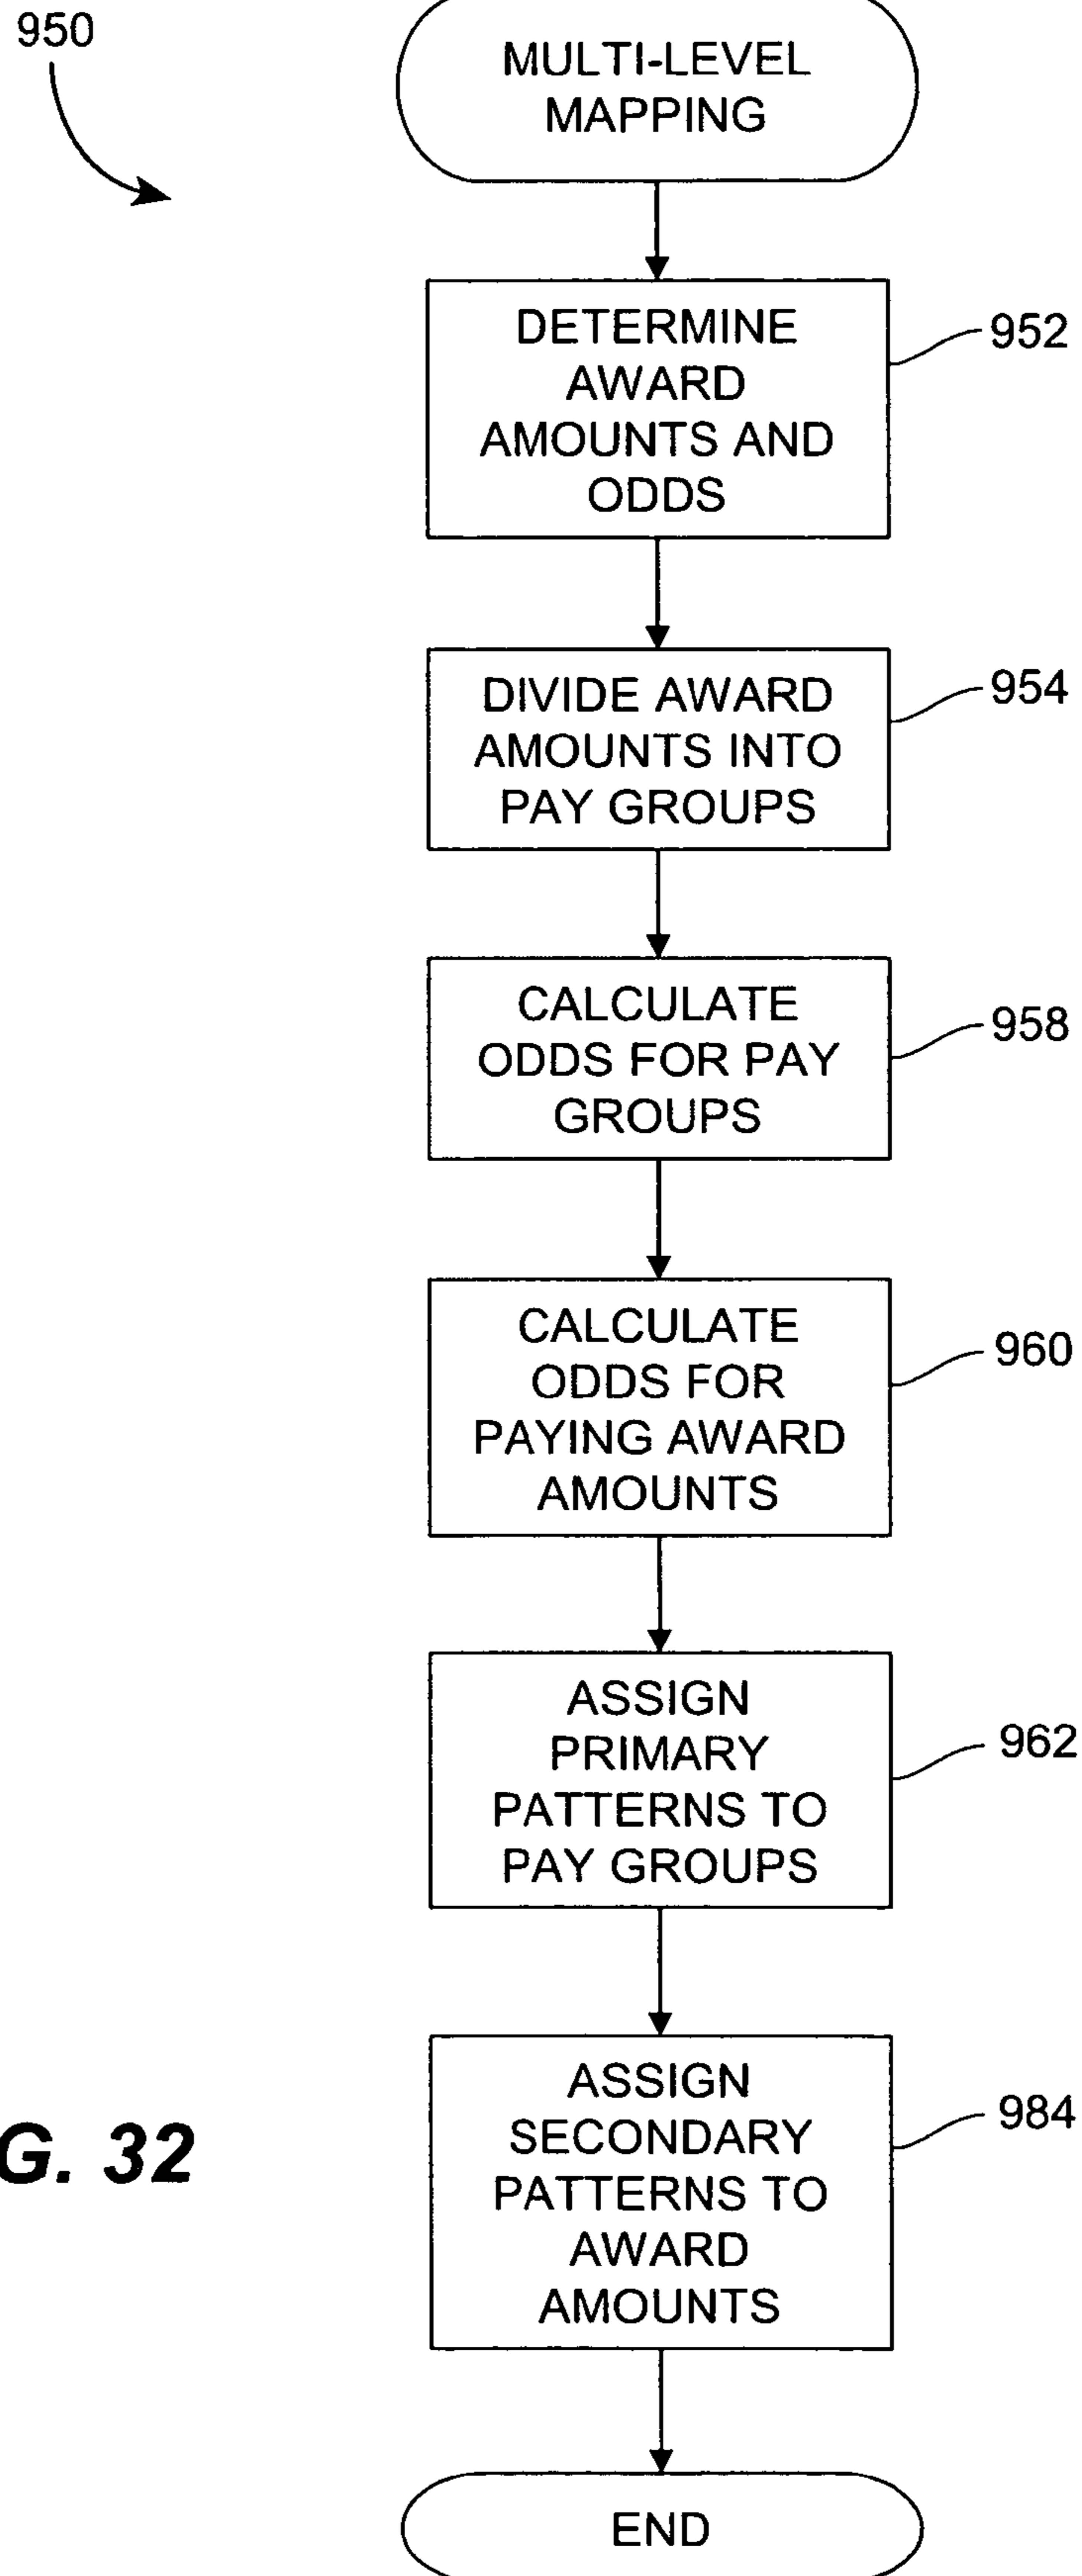 950
MULTI-LEVEL
MAPPING
DETERMINE
AWARD
AMOUNTS AND
ODDS
952
DIVIDE AWARD
AMOUNTS INTO
PAY GROUPS
954
CALCULATE
ODDS FOR PAY
GROUPS
958
CALCULATE
ODDS FOR
PAYING AWARD
AMOUNTS
960
ASSIGN
PRIMARY
PATTERNS TO
PAY GROUPS
962
ASSIGN
SECONDARY
PATTERNS TO
AWARD
AMOUNTS
984
G. 32
END